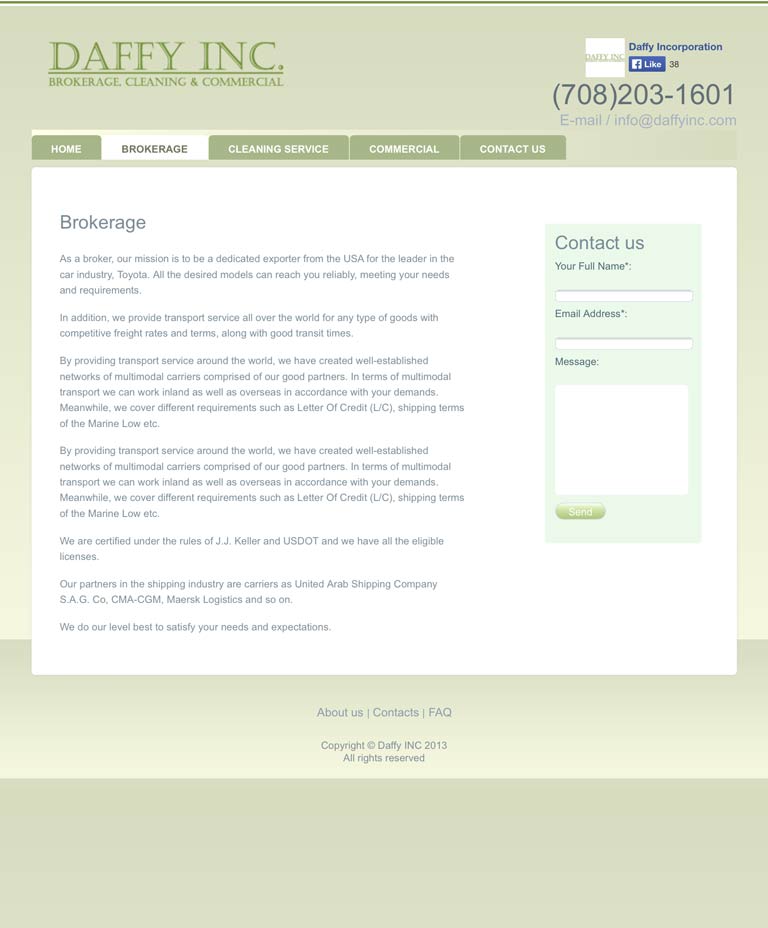 DAFFY INC.
BROKERAGE, CLEANING & COMMERCIAL
DAFFY INC.
Daffy Incorporation
Like 38
(708)203-1601
E-mail / info@daffyinc.com
HOME BROKERAGE CLEANING SERVICE COMMERCIAL CONTACT US
Brokerage
As a broker, our mission is to be a dedicated exporter from the USA for the leader in the
car industry, Toyota. All the desired models can reach you reliably, meeting your needs
and requirements.
In addition, we provide transport service all over the world for any type of goods with
competitive freight rates and terms, along with good transit times.
By providing transport service around the world, we have created well-established
networks of multimodal carriers comprised of our good partners. In terms of multimodal
transport we can work inland as well as overseas in accordance with your demands.
Meanwhile, we cover different requirements such as Letter Of Credit (L/C), shipping terms
of the Marine Low etc.
By providing transport service around the world, we have created well-established
networks of multimodal carriers comprised of our good partners. In terms of multimodal
transport we can work inland as well as overseas in accordance with your demands.
Meanwhile, we cover different requirements such as Letter Of Credit (L/C), shipping terms
of the Marine Low etc.
We are certified under the rules of J.J. Keller and USDOT and we have all the eligible
licenses.
Our partners in the shipping industry are carriers as United Arab Shipping Company
S.A.G. Co, CMA-CGM, Maersk Logistics and so on.
We do our level best to satisfy your needs and expectations.
Contact us
Your Full Name*:
Email Address*:
Message:
Send
About us | Contacts | FAQ
Copyright © Daffy INC 2013
All rights reserved